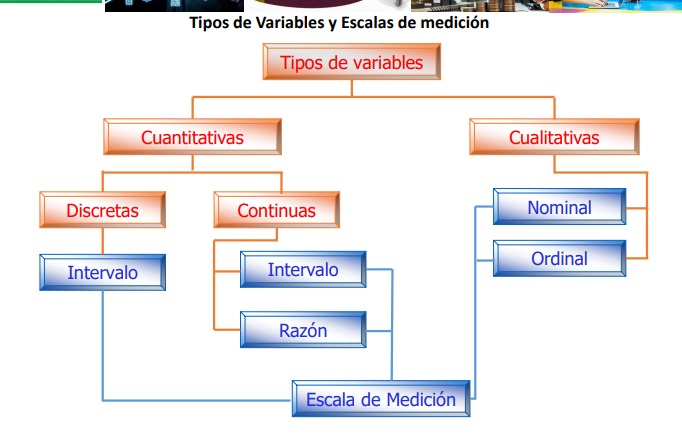 Tipos de Variables y Escalas de medición
Tipos de variables
Cuantitativas
Cualitativas
Discretas
Continuas
Nominal
Intervalo
Intervalo
Ordinal
Razón
Escala de Medición